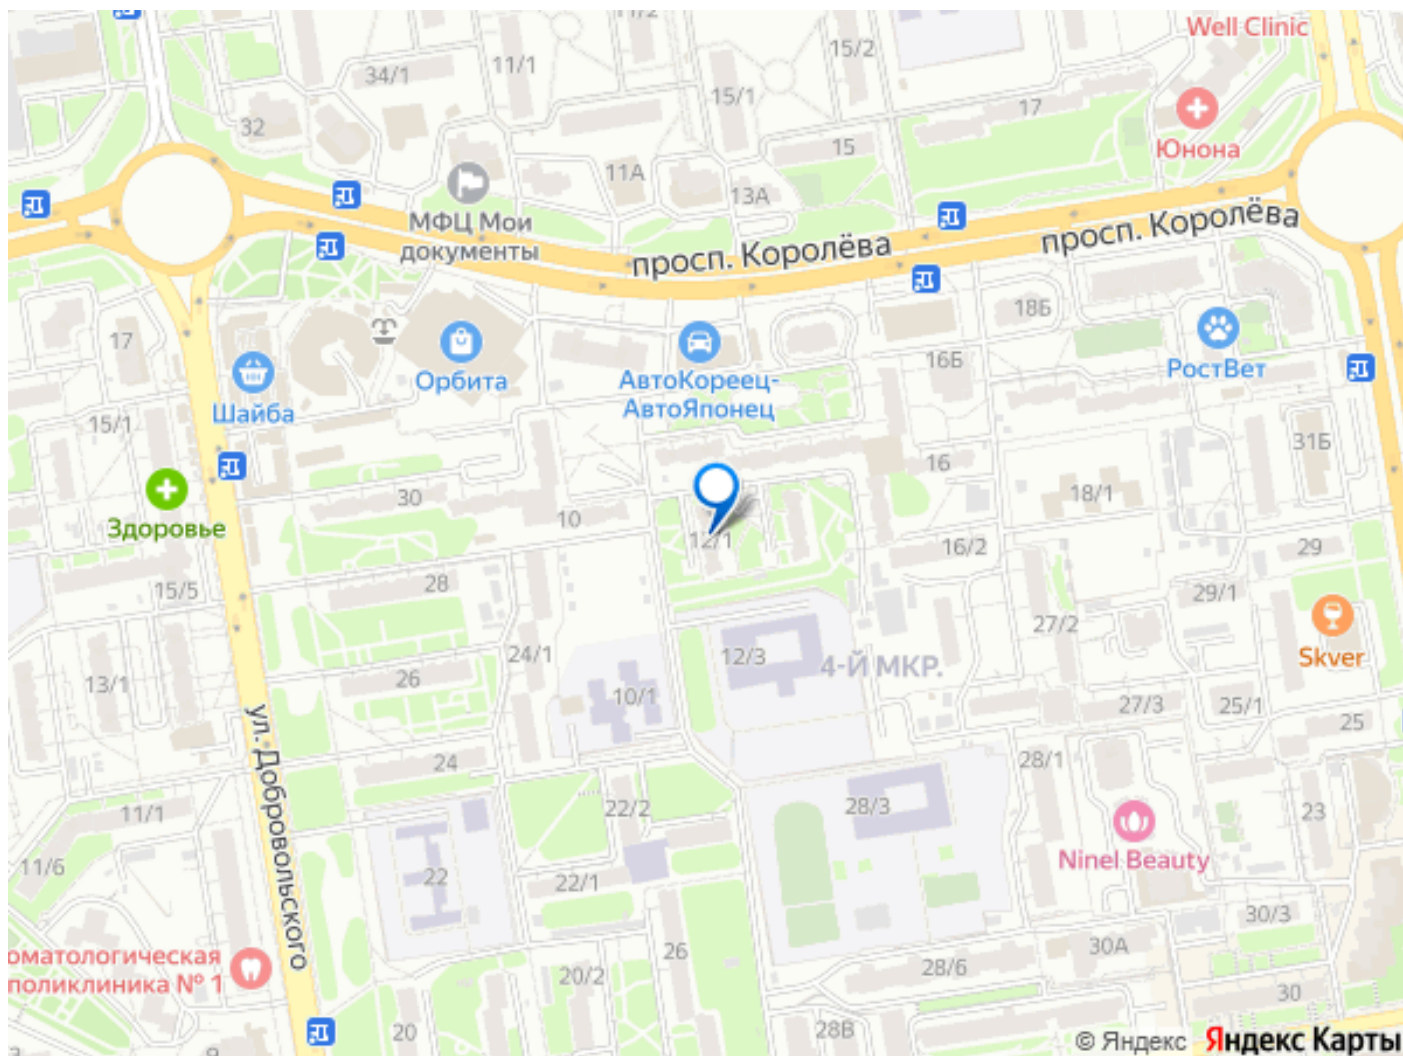 Well Clinic
11/2
15/2
34/1
11/1
15/1
17
32
15
Юнона
11А
13А
МФЦ Мои
документы
просп. Королёва
просп. Королёва
18Б
17
16Б
РостВет
Орбита
АвтоКореец-
АвтоЯпонец
Шайба
15/1
31Б
16
30
10
18/1
Здоровье
12/1
16/2
29
15/5
28
29/1
27/2
24/1
12/3
4-Й МКР.
Skver
13/1
26
10/1
27/3
25/1
25
ул. Добровольского
24
28/1
11/1
22/2
28/3
23
11/6
22
22/1
Ninel Beauty
30/3
оматологическая
поликлиника № 1
26
30А
20/2
28/6
30
20
28В
3
9
© Яндекс Яндекс Карты